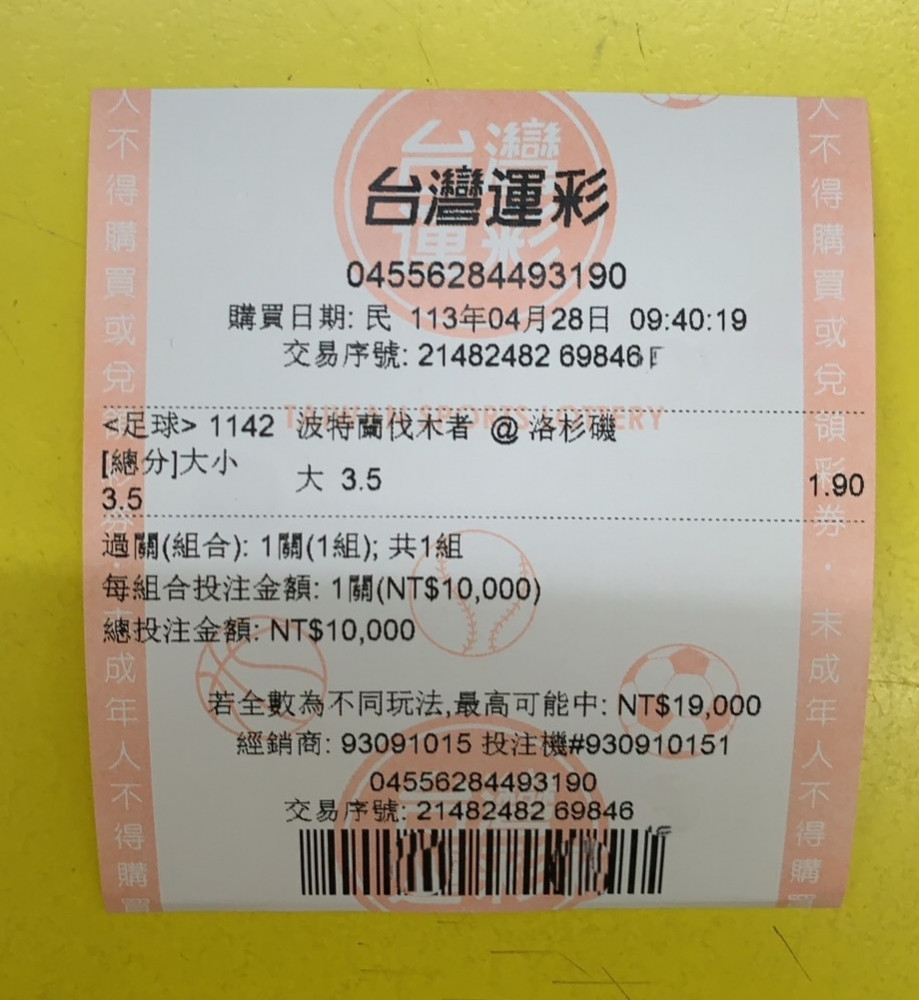 台灣運彩
台灣運彩
04556284493190
購買日期: 民 113年04月28日 09:40:19
交易序號: 21482482 69846
TAIWAN SPORTS LOTTERY
<足球> 1142 波特蘭伐木者 @ 洛杉磯
[總分]大小
3.5
大 3.5
1.90
過關(組合): 1關(1組); 共1組
每組合投注金額: 1關(NT$10,000)
總投注金額: NT$10,000
若全數為不同玩法,最高可能中: NT$19,000
經銷商: 93091015 投注機#930910151
04556284493190
交易序號: 21482482 69846
人不得購買或兌領彩券・未成年人不得購買
人不得購買或兌領彩券・未成年人不得購買